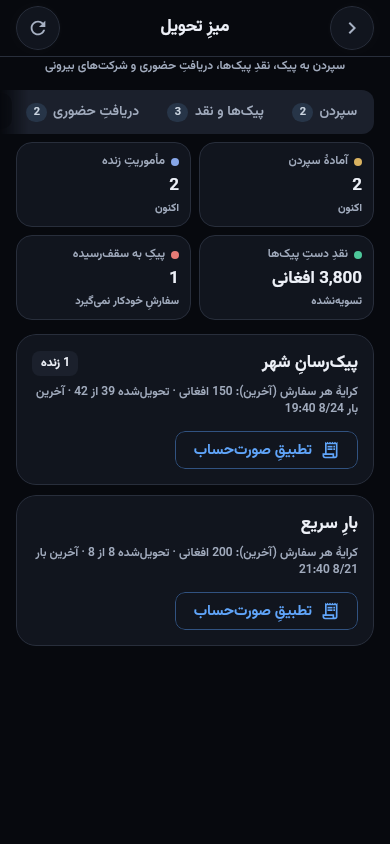 میزِ تحویل
سپردن به پیک، نقدِ پیک‌ها، دریافتِ حضوری و شرکت‌های بیرونی
سپردن 2
پیک‌ها و نقد 3
دریافتِ حضوری 2
آمادهٔ سپردن
2
اکنون
مأموریتِ زنده
2
اکنون
نقدِ دستِ پیک‌ها
3,800 افغانی
تسویه‌نشده
پیکِ به سقف‌رسیده
1
سفارشِ خودکار نمی‌گیرد
پیک‌رسانِ شهر
1 زنده
کرایهٔ هر سفارش (آخرین): 150 افغانی · تحویل‌شده 39 از 42 · آخرین
بار 8/24 19:40
تطبیقِ صورت‌حساب
بارِ سریع
کرایهٔ هر سفارش (آخرین): 200 افغانی · تحویل‌شده 8 از 8 · آخرین بار
8/21 21:40
تطبیقِ صورت‌حساب